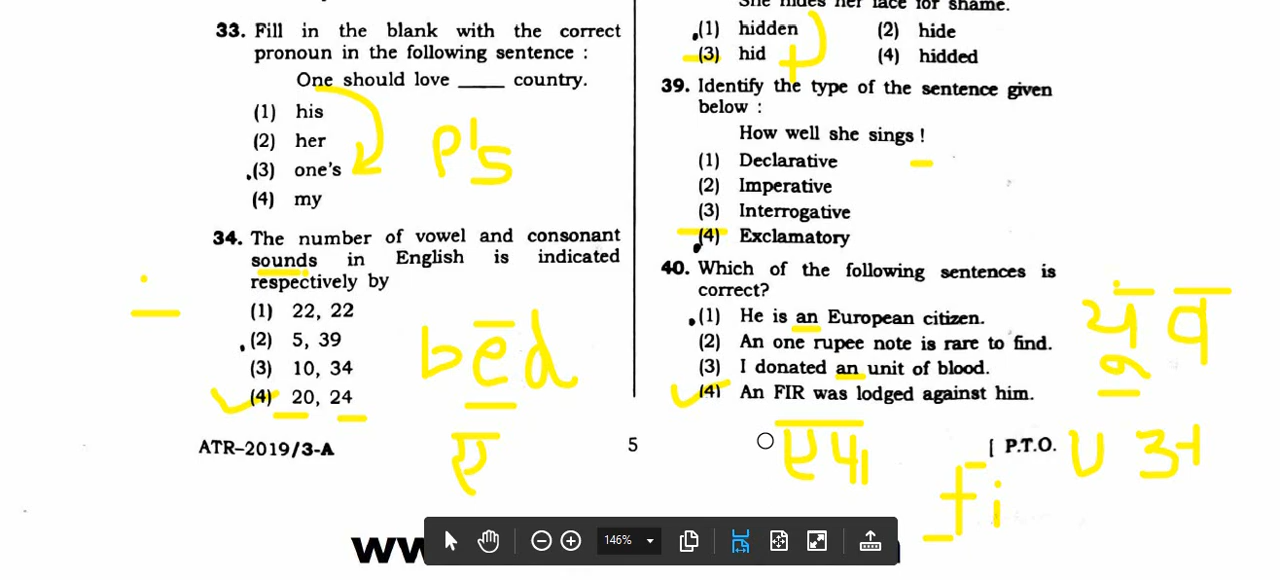 33. Fill in the blank with the correct
pronoun in the following sentence :
One should love ____ country.
(1) his
(2) her
(3) one's
(4) my
P's
34. The number of vowel and consonant
sounds in English is indicated
respectively by
(1) 22, 22
(2) 5, 39
(3) 10, 34
(4) 20, 24
bed
ए
She hides her face for shame.
(1) hidden (2) hide
(3) hid (4) hidded
39. Identify the type of the sentence given
below :
How well she sings !
(1) Declarative
(2) Imperative
(3) Interrogative
(4) Exclamatory
40. Which of the following sentences is
correct?
(1) He is an European citizen.
(2) An one rupee note is rare to find.
(3) I donated an unit of blood.
(4) An FIR was lodged against him.
व
ATR–2019/3-A 5 [ P.T.O.
fi
146%